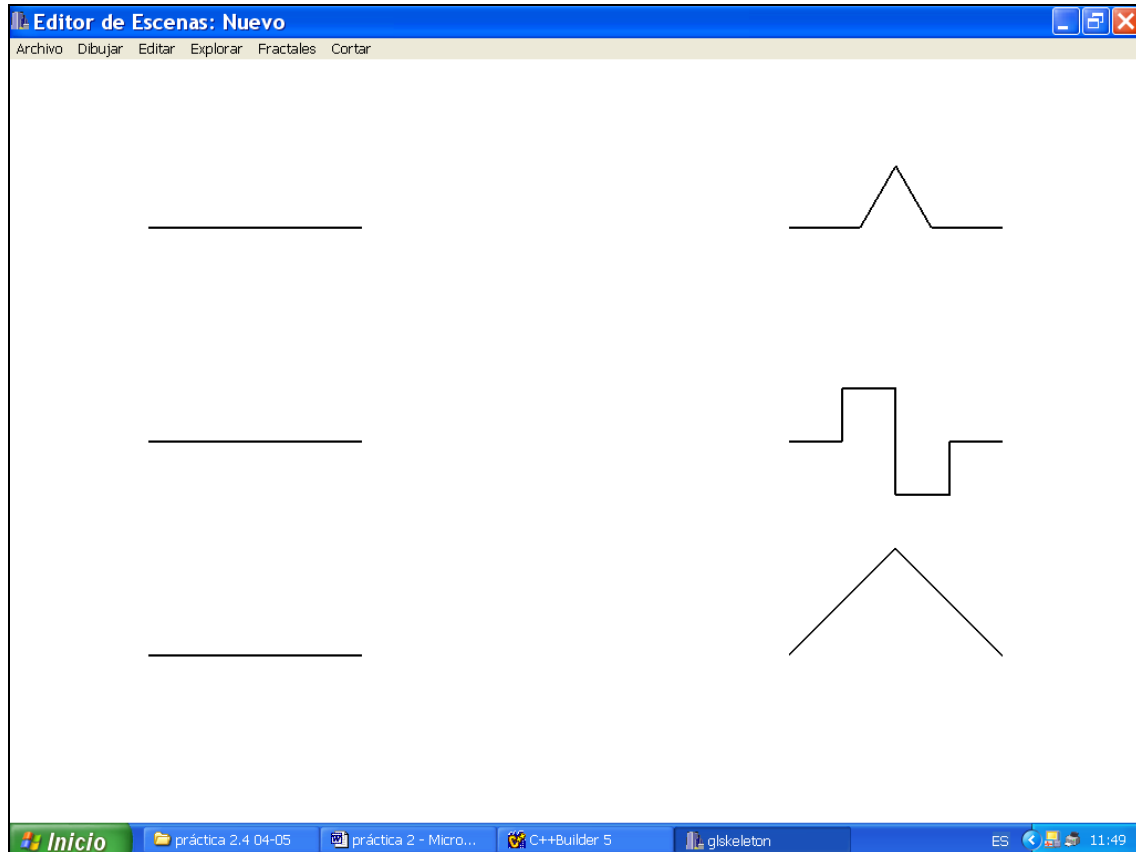 Editor de Escenas: Nuevo
Archivo Dibujar Editar Explorar Fractales Cortar
Inicio práctica 2.4 04-05 práctica 2 - Micro... C++Builder 5 glskeleton ES 11:49